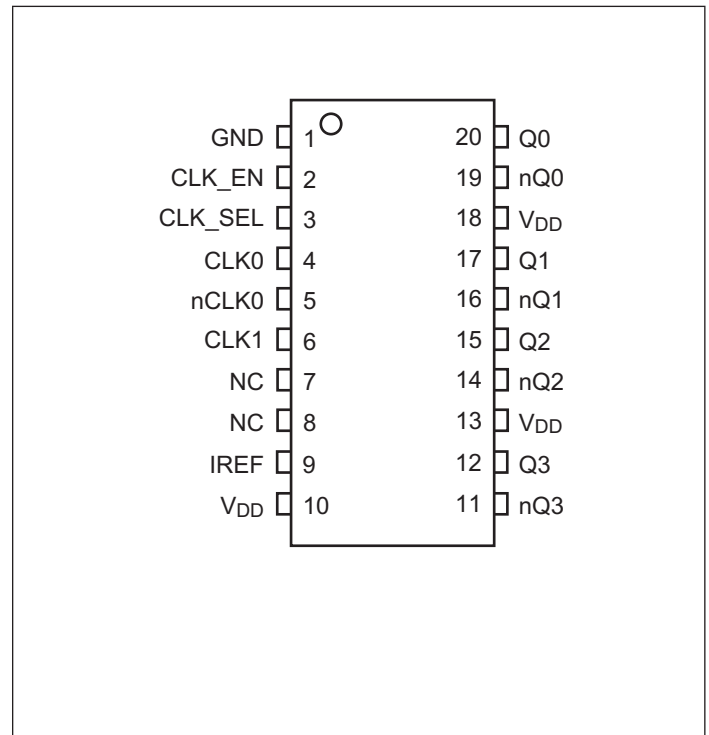 GND 1 20 Q0
CLK_EN 2 19 nQ0
CLK_SEL 3 18 VDD
CLK0 4 17 Q1
nCLK0 5 16 nQ1
CLK1 6 15 Q2
NC 7 14 nQ2
NC 8 13 VDD
IREF 9 12 Q3
VDD 10 11 nQ3